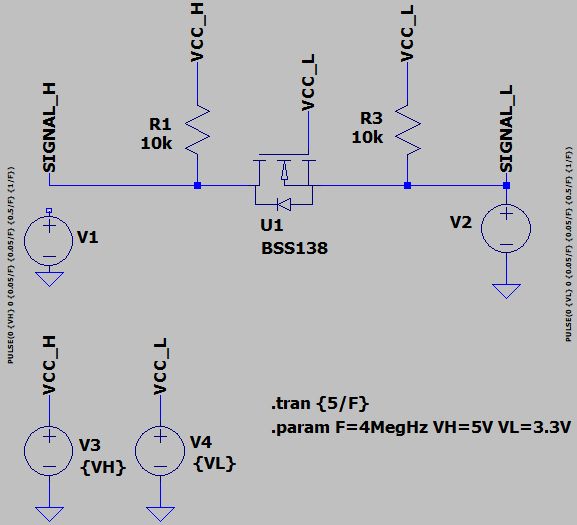 VCC_H
VCC_L
VCC_L
SIGNAL_H
SIGNAL_L
R1
10k
R3
10k
U1
BSS138
V1
V2
PULSE(0 {VH} 0 {0.05/F} {0.05/F} {0.5/F} {1/F})
PULSE(0 {VL} 0 {0.05/F} {0.05/F} {0.5/F} {1/F})
VCC_H
VCC_L
V3
{VH}
V4
{VL}
.tran {5/F}
.param F=4MegHz VH=5V VL=3.3V